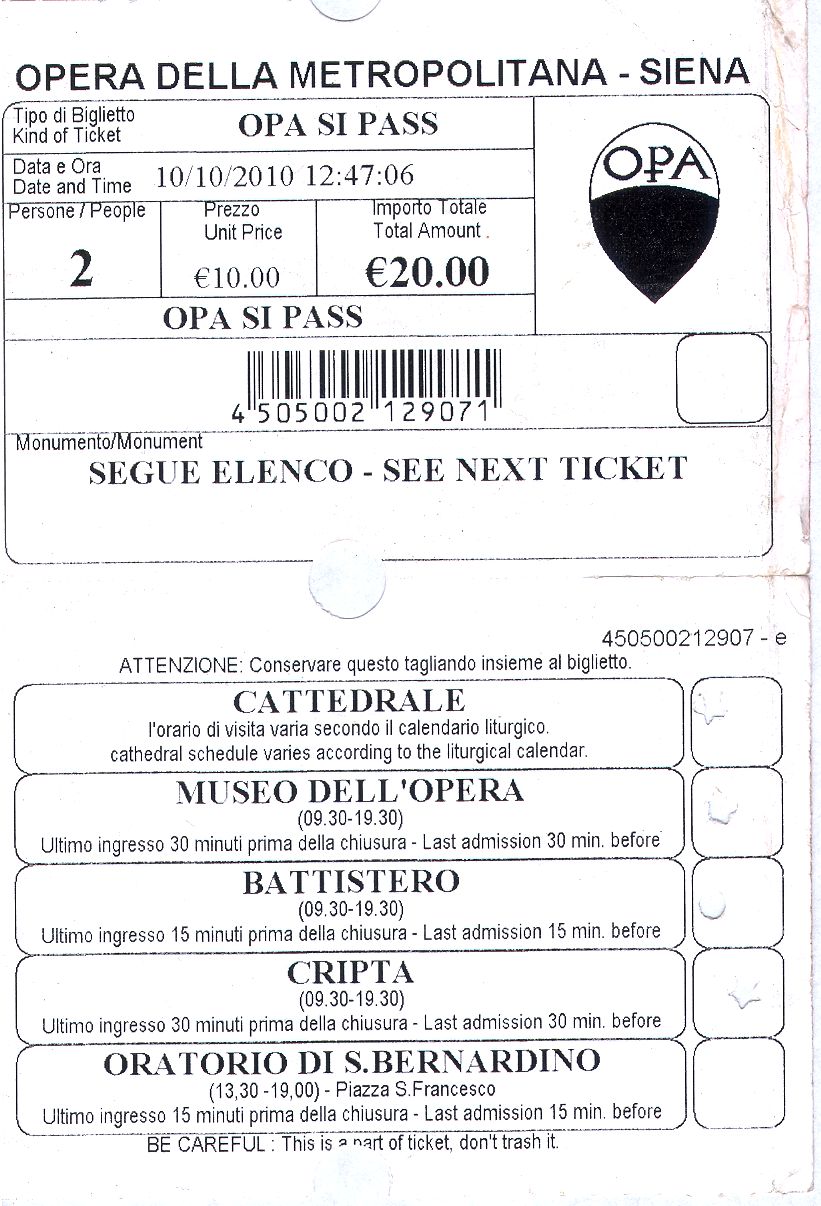 OPERA DELLA METROPOLITANA - SIENA
Tipo di Biglietto
Kind of Ticket
OPA SI PASS
OPA
Data e Ora
Date and Time
10/10/2010 12:47:06
Persone / People
2
Prezzo
Unit Price
€10.00
Importo Totale
Total Amount
€20.00
OPA SI PASS
4 505002 129071
Monumento/Monument
SEGUE ELENCO - SEE NEXT TICKET
450500212907 - e
ATTENZIONE: Conservare questo tagliando insieme al biglietto.
CATTEDRALE
l'orario di visita varia secondo il calendario liturgico.
cathedral schedule varies according to the liturgical calendar.
MUSEO DELL'OPERA
(09.30-19.30)
Ultimo ingresso 30 minuti prima della chiusura - Last admission 30 min. before
BATTISTERO
(09.30-19.30)
Ultimo ingresso 15 minuti prima della chiusura - Last admission 15 min. before
CRIPTA
(09.30-19.30)
Ultimo ingresso 30 minuti prima della chiusura - Last admission 30 min. before
ORATORIO DI S.BERNARDINO
(13,30 -19,00) - Piazza S.Francesco
Ultimo ingresso 15 minuti prima della chiusura - Last admission 15 min. before
BE CAREFUL : This is a part of ticket, don't trash it.